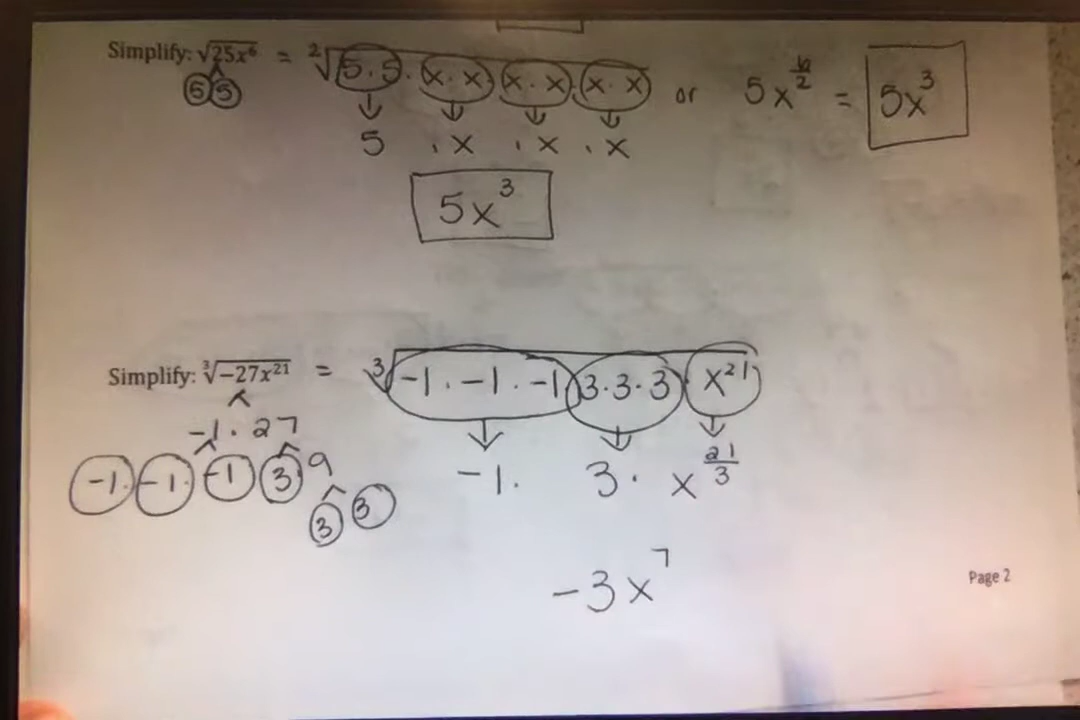 Simplify: √25x⁶ = ²√5·5·x·x·x·x·x·x or 5x^(6/2) = 5x³
5 5
5 · x · x · x
5x³
Simplify: ³√−27x²¹ = ³√-1·-1·-1 3·3·3 x²¹
-1 · 27
-1· -1· -1 3 9
-1· 3· x^(21/3)
3 3
-3x⁷
Page 2